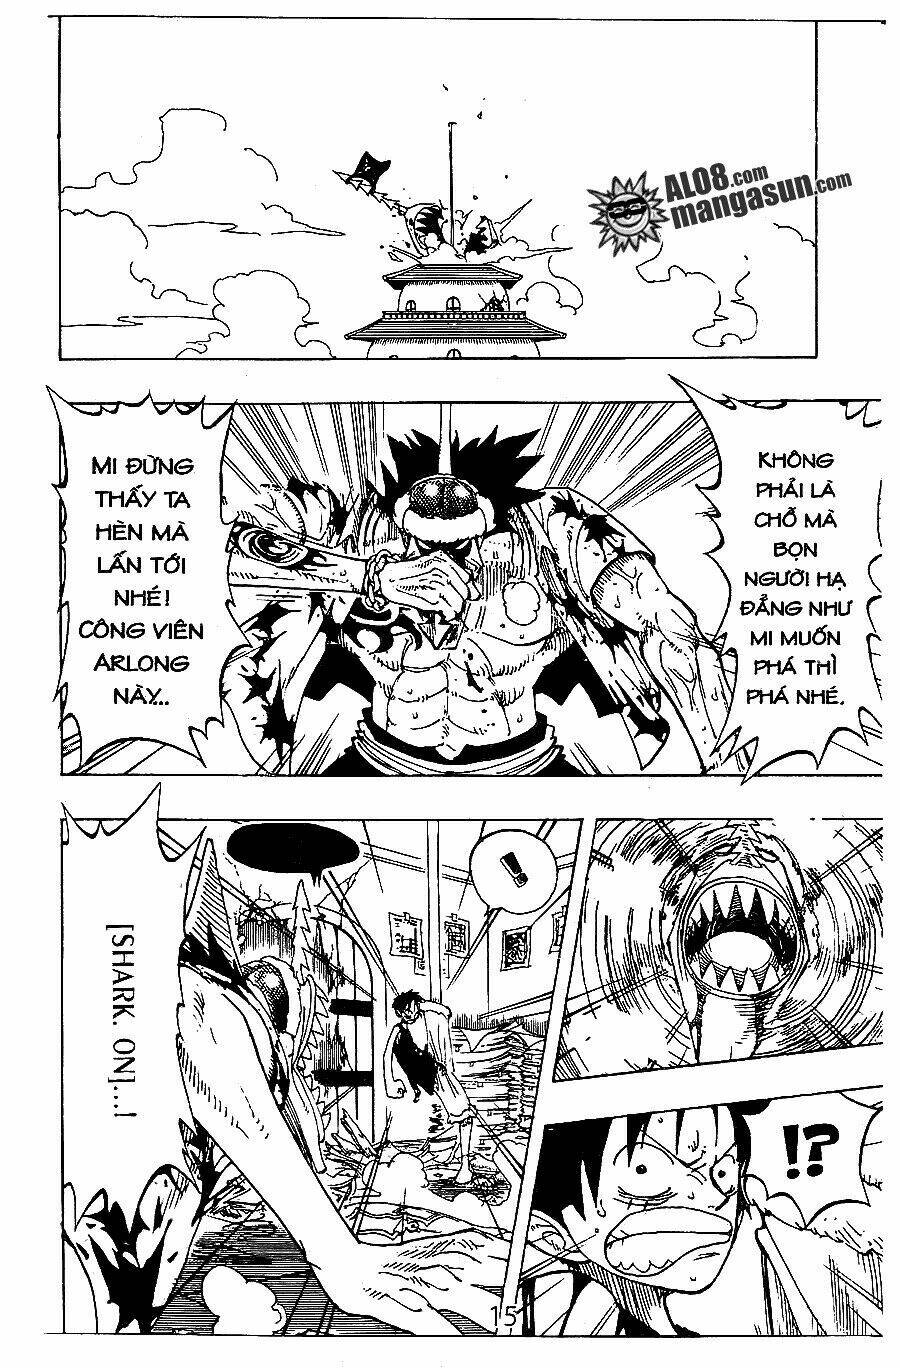 AL08.com
mangasun.com
KHÔNG
PHẢI LÀ
CHỖ MÀ
BỌN
NGƯỜI HẠ
ĐẲNG NHƯ
MI MUỐN
PHÁ THÌ
PHÁ NHÉ.
MI ĐỪNG
THẤY TA
HÈN MÀ
LẤN TỚI
NHÉ!
CÔNG VIÊN
ARLONG
NÀY...
!!
!?
[SHARK. ON]...!
15